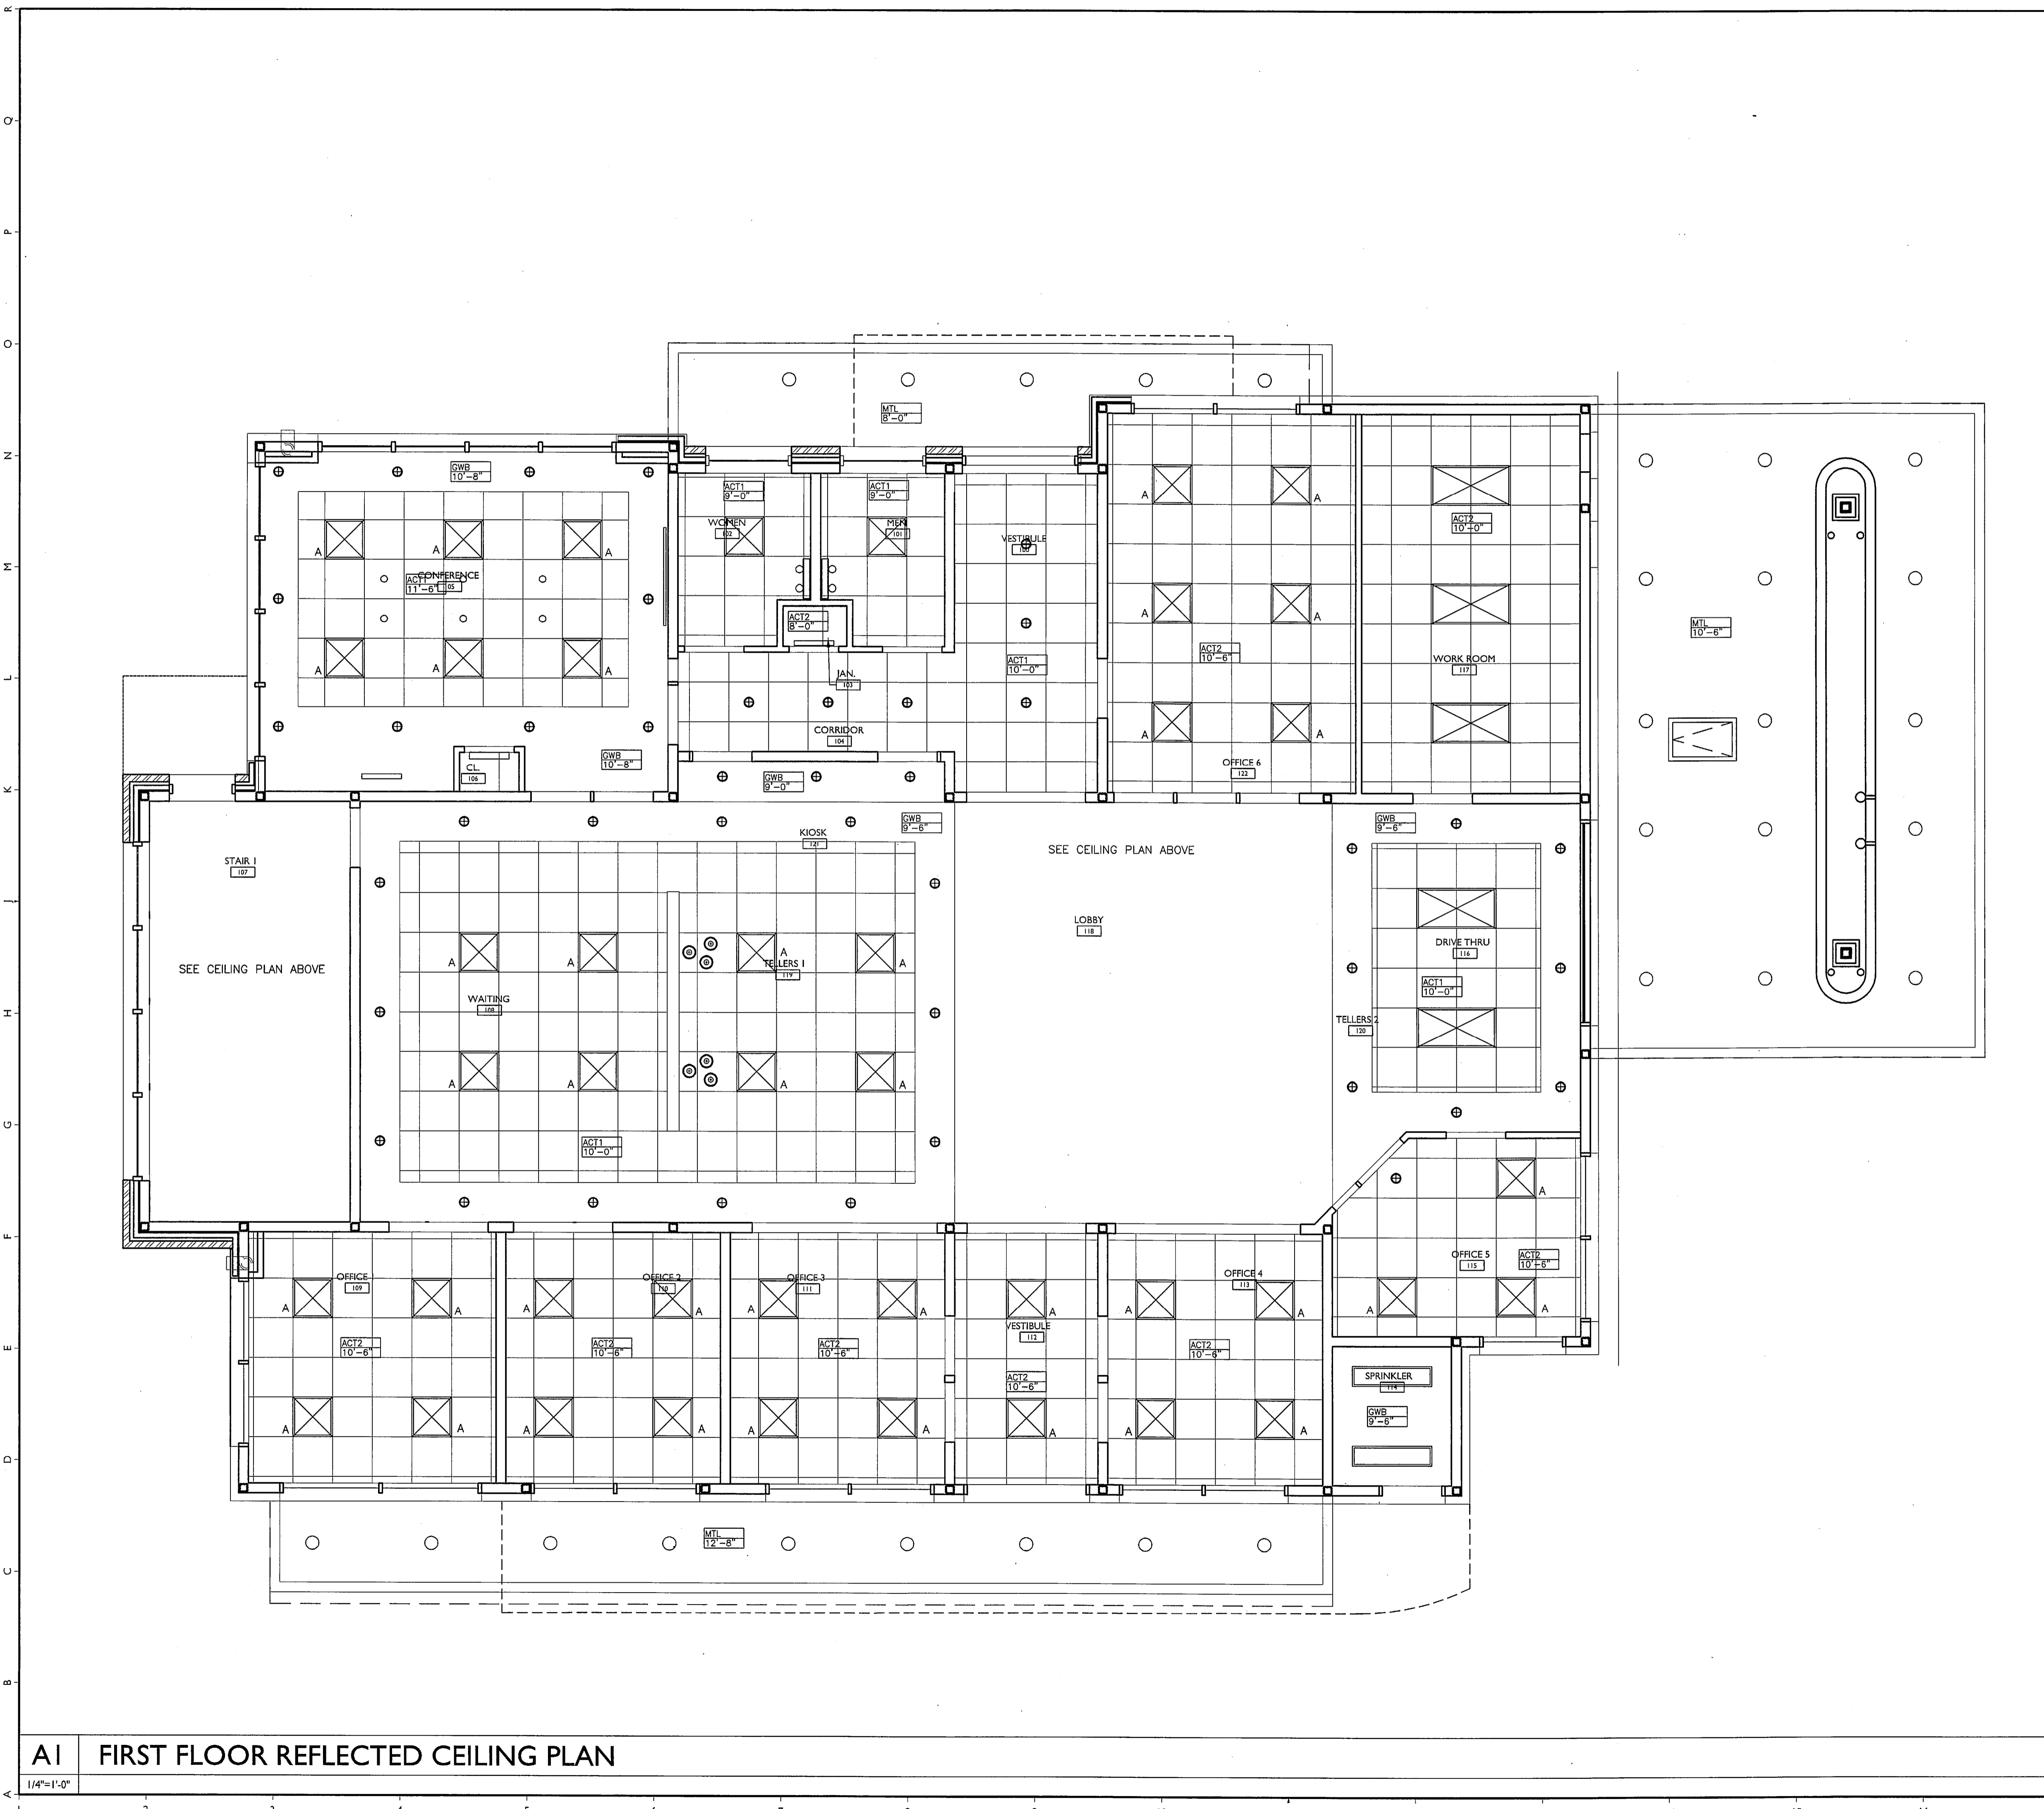 R
Q
P
O
N
M
L
K
J
H
G
F
E
D
C
B
A
MTL
8'-0"
GWB
10'-8"
ACT1
9'-0"
ACT1
9'-0"
WOMEN
102
MEN
101
VESTIBULE
100
A
A
A
A
ACT2
10'-0"
A
A
A
A
CONFERENCE
105
ACT1
11'-6"
ACT2
8'-0"
A
A
MTL
10'-6"
A
A
A
ACT1
10'-0"
ACT2
10'-6"
WORK ROOM
117
JAN.
103
CORRIDOR
104
A
A
GWB
10'-8"
CL.
106
GWB
9'-0"
OFFICE 6
122
GWB
9'-6"
KIOSK
121
GWB
9'-6"
SEE CEILING PLAN ABOVE
STAIR 1
107
LOBBY
118
A
A
A
A
TELLERS 1
119
DRIVE THRU
116
SEE CEILING PLAN ABOVE
ACT1
10'-0"
WAITING
108
TELLERS 2
120
A
A
A
A
ACT1
10'-0"
A
OFFICE 5
115
ACT2
10'-6"
OFFICE
109
OFFICE 2
110
OFFICE 3
111
OFFICE 4
113
A
A
A
A
A
A
A
A
A
A
A
VESTIBULE
112
ACT2
10'-6"
ACT2
10'-6"
ACT2
10'-6"
ACT2
10'-6"
ACT2
10'-6"
SPRINKLER
114
GWB
9'-6"
A
A
A
A
A
A
A
A
A
MTL
12'-8"
A1
FIRST FLOOR REFLECTED CEILING PLAN
1/4"=1'-0"